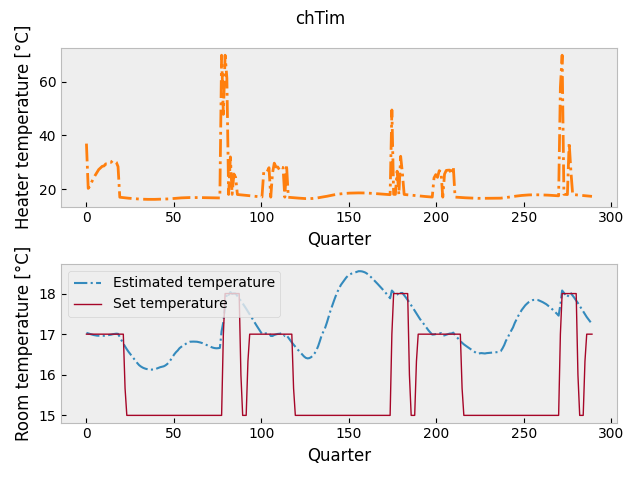 chTim
Heater temperature [°C]
60
40
20
0 50 100 150 200 250 300
Quarter
Room temperature [°C]
Estimated temperature
Set temperature
18
17
16
15
0 50 100 150 200 250 300
Quarter